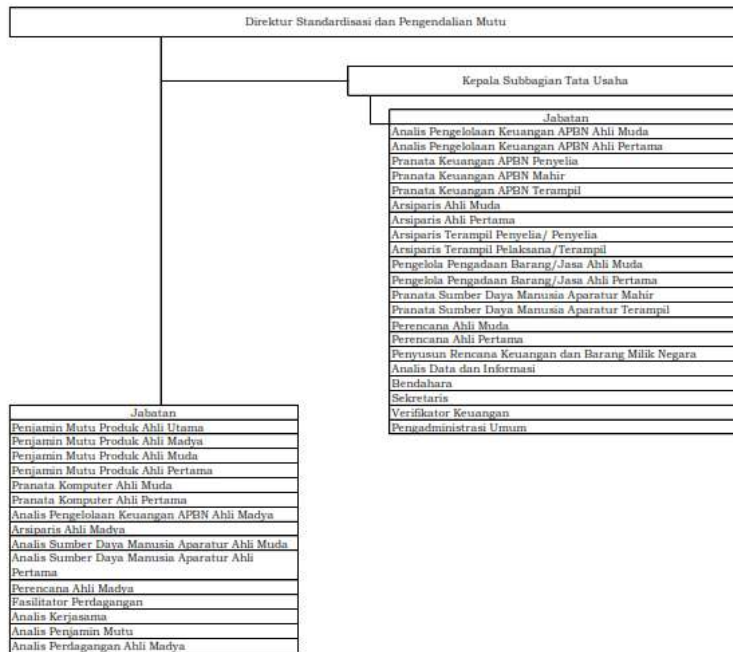 Direktur Standardisasi dan Pengendalian Mutu
Kepala Subbagian Tata Usaha
Jabatan
Analis Pengelolaan Keuangan APBN Ahli Muda
Analis Pengelolaan Keuangan APBN Ahli Pertama
Pranata Keuangan APBN Penyelia
Pranata Keuangan APBN Mahir
Pranata Keuangan APBN Terampil
Arsiparis Ahli Muda
Arsiparis Ahli Pertama
Arsiparis Terampil Penyelia/ Penyelia
Arsiparis Terampil Pelaksana/Terampil
Pengelola Pengadaan Barang/Jasa Ahli Muda
Pengelola Pengadaan Barang/Jasa Ahli Pertama
Pranata Sumber Daya Manusia Aparatur Mahir
Pranata Sumber Daya Manusia Aparatur Terampil
Perencana Ahli Muda
Perencana Ahli Pertama
Penyusun Rencana Keuangan dan Barang Milik Negara
Analis Data dan Informasi
Bendahara
Sekretaris
Verifikator Keuangan
Pengadministrasi Umum
Jabatan
Penjamin Mutu Produk Ahli Utama
Penjamin Mutu Produk Ahli Madya
Penjamin Mutu Produk Ahli Muda
Penjamin Mutu Produk Ahli Pertama
Pranata Komputer Ahli Muda
Pranata Komputer Ahli Pertama
Analis Pengelolaan Keuangan APBN Ahli Madya
Arsiparis Ahli Madya
Analis Sumber Daya Manusia Aparatur Ahli Muda
Analis Sumber Daya Manusia Aparatur Ahli
Pertama
Perencana Ahli Madya
Fasilitator Perdagangan
Analis Kerjasama
Analis Penjamin Mutu
Analis Perdagangan Ahli Madya